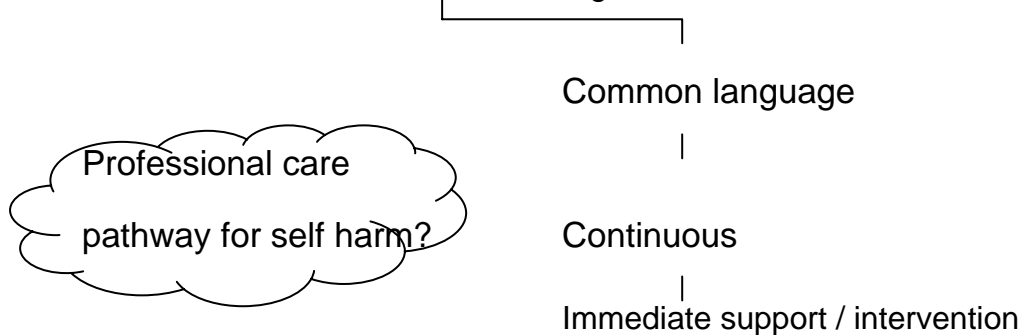 Common language
Professional care
pathway for self harm?
Continuous
Immediate support / intervention